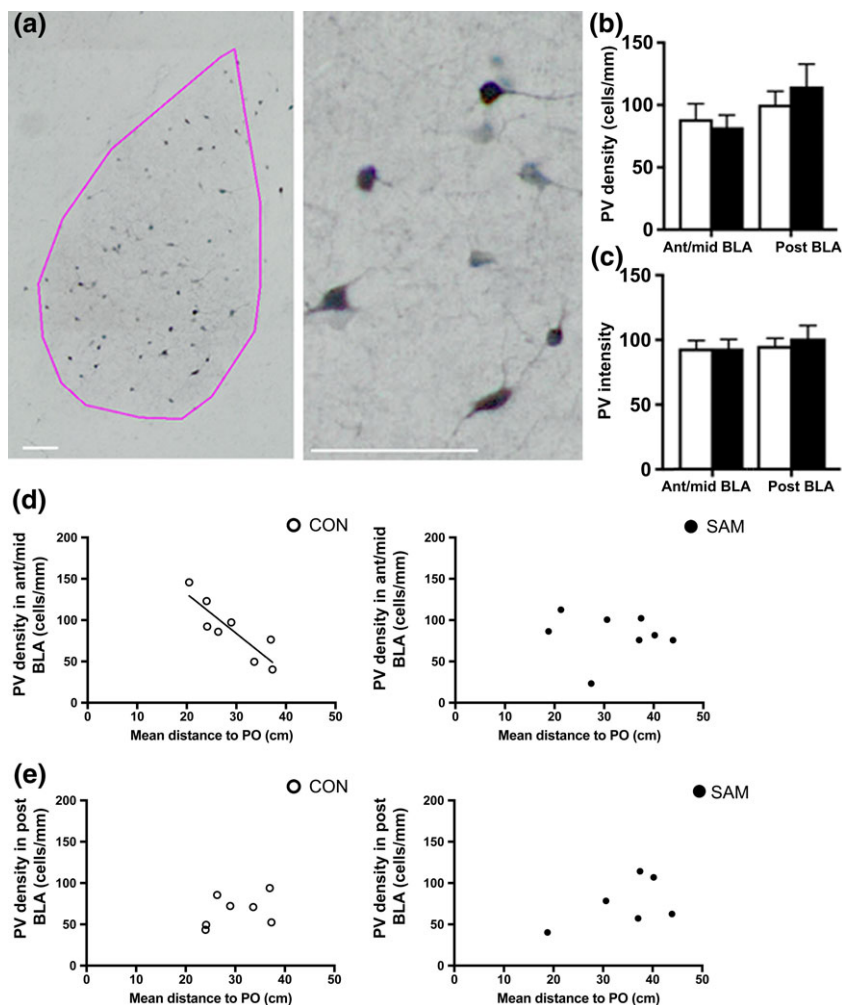 (a)
(b)
150
100
50
0
PV density (cells/mm)
Ant/mid BLA Post BLA
(c)
150
100
50
0
PV intensity
Ant/mid BLA Post BLA
(d)
CON
PV density in ant/mid
BLA (cells/mm)
200
150
100
50
0
0 10 20 30 40 50
Mean distance to PO (cm)
SAM
PV density in ant/mid
BLA (cells/mm)
200
150
100
50
0
0 10 20 30 40 50
Mean distance to PO (cm)
(e)
CON
PV density in post
BLA (cells/mm)
200
150
100
50
0
0 10 20 30 40 50
Mean distance to PO (cm)
SAM
PV density in post
BLA (cells/mm)
200
150
100
50
0
0 10 20 30 40 50
Mean distance to PO (cm)